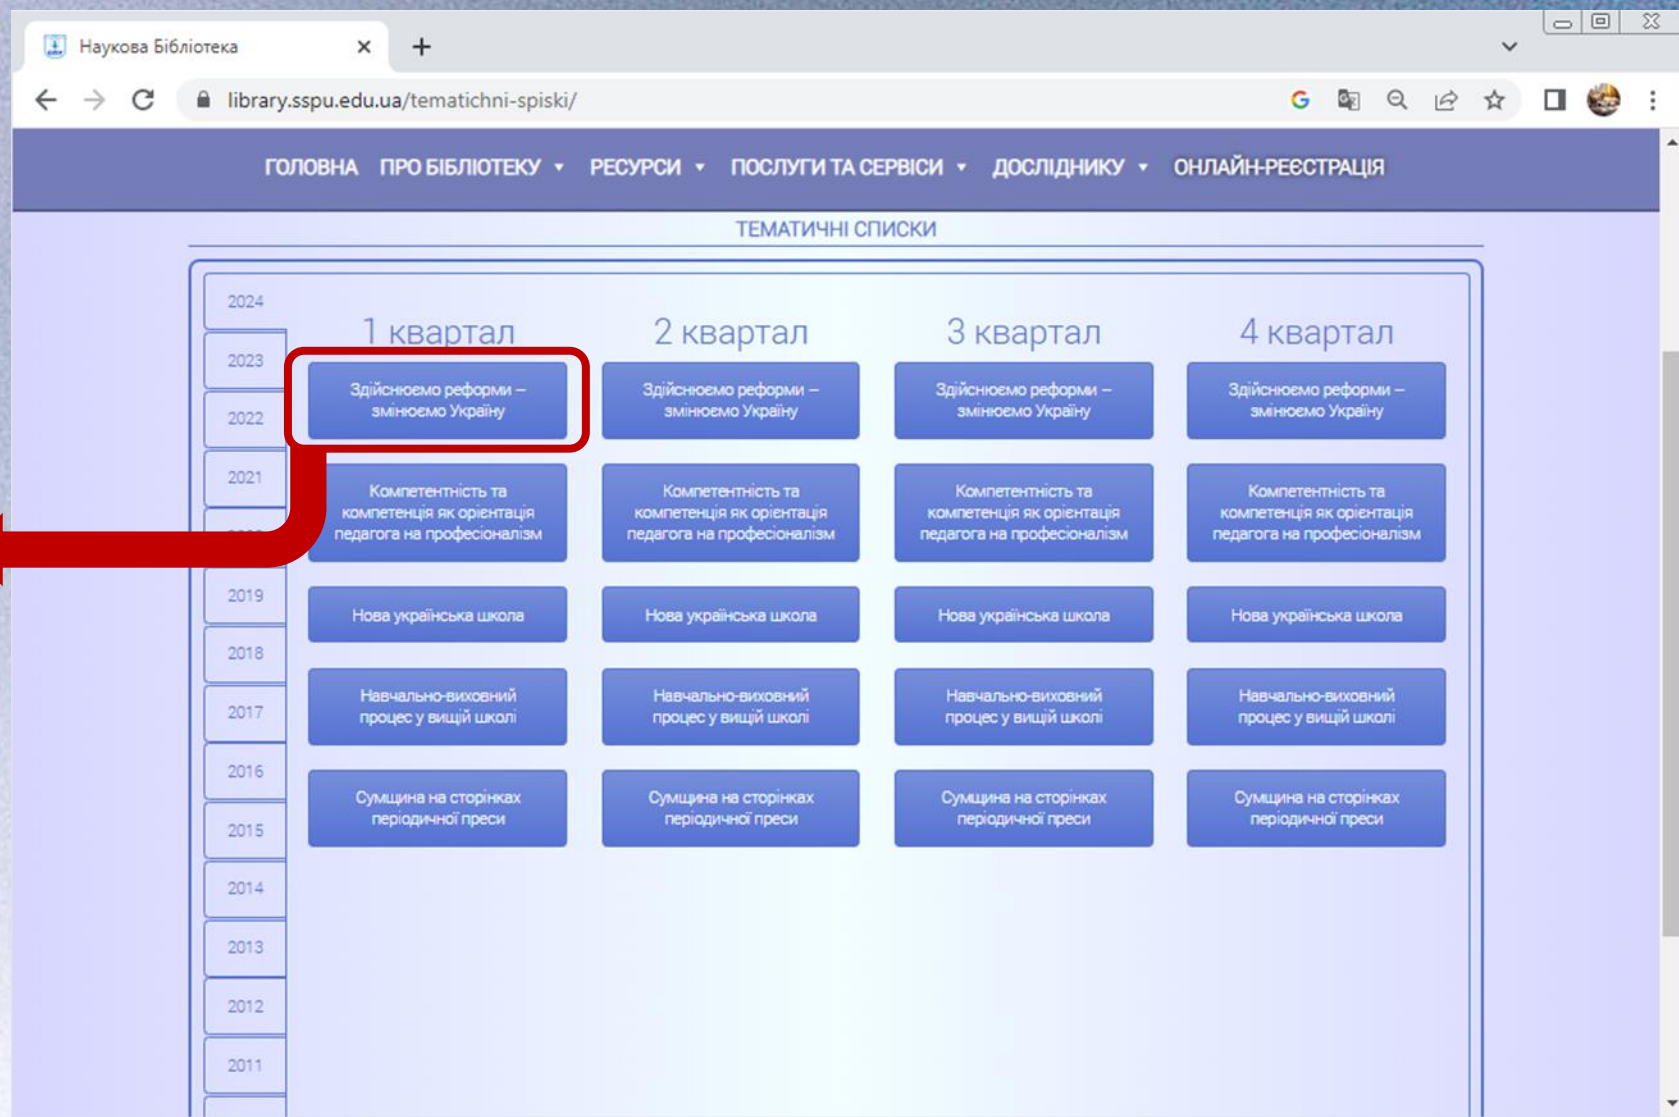 Наукова Бібліотека
library.sspu.edu.ua/tematichni-spiski/
ГОЛОВНА ПРО БІБЛІОТЕКУ РЕСУРСИ ПОСЛУГИ ТА СЕРВІСИ ДОСЛІДНИКУ ОНЛАЙН-РЕЄСТРАЦІЯ
ТЕМАТИЧНІ СПИСКИ
2024
2023
2022
2021
2019
2018
2017
2016
2015
2014
2013
2012
2011
1 квартал
Здійснюємо реформи –
змінюємо Україну
Компетентність та
компетенція як орієнтація
педагога на професіоналізм
Нова українська школа
Навчально-виховний
процес у вищій школі
Сумщина на сторінках
періодичної преси
2 квартал
Здійснюємо реформи –
змінюємо Україну
Компетентність та
компетенція як орієнтація
педагога на професіоналізм
Нова українська школа
Навчально-виховний
процес у вищій школі
Сумщина на сторінках
періодичної преси
3 квартал
Здійснюємо реформи –
змінюємо Україну
Компетентність та
компетенція як орієнтація
педагога на професіоналізм
Нова українська школа
Навчально-виховний
процес у вищій школі
Сумщина на сторінках
періодичної преси
4 квартал
Здійснюємо реформи –
змінюємо Україну
Компетентність та
компетенція як орієнтація
педагога на професіоналізм
Нова українська школа
Навчально-виховний
процес у вищій школі
Сумщина на сторінках
періодичної преси